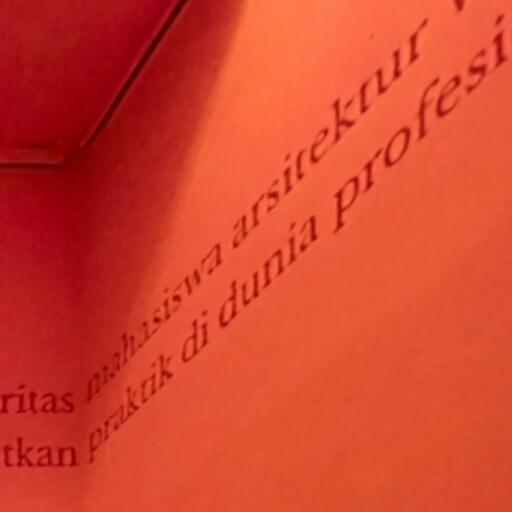 ritas mahasiswa arsitektur
tkan praktik di dunia profesi